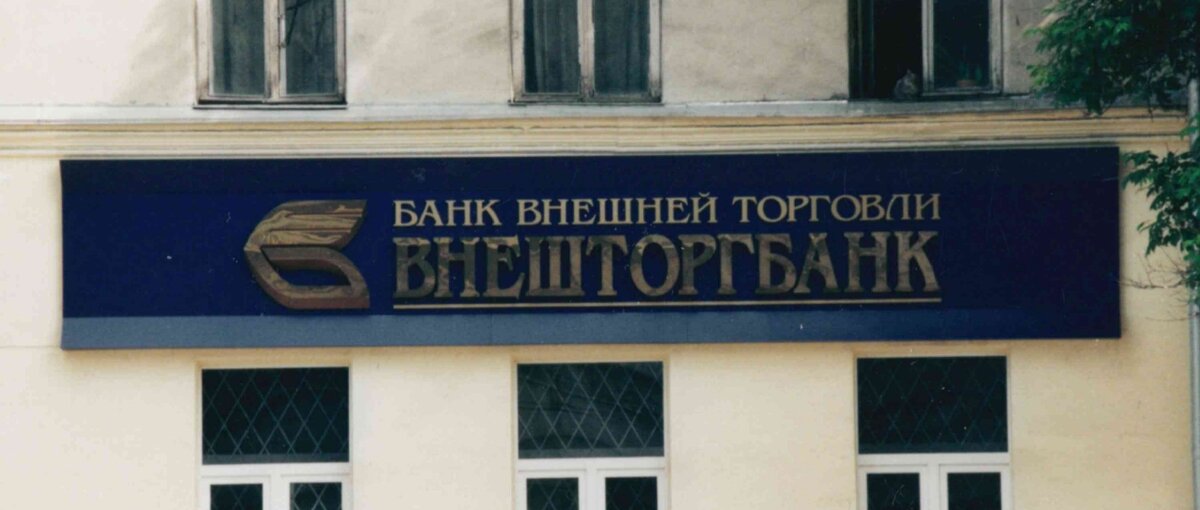 БАНК ВНЕШНЕЙ ТОРГОВЛИ
ВНЕШТОРГБАНК